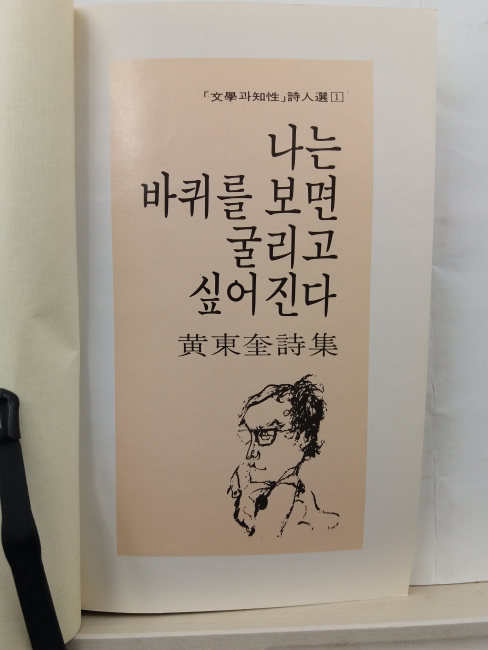 「文學과知性」詩人選 1
나는
바퀴를 보면
굴리고
싶어진다
黃東奎詩集